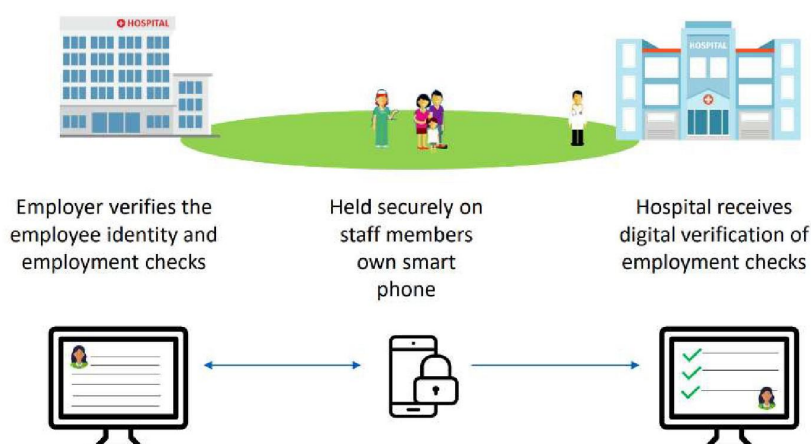 HOSPITAL
HOSPITAL
Employer verifies the
employee identity and
employment checks
Held securely on
staff members
own smart
phone
Hospital receives
digital verification of
employment checks